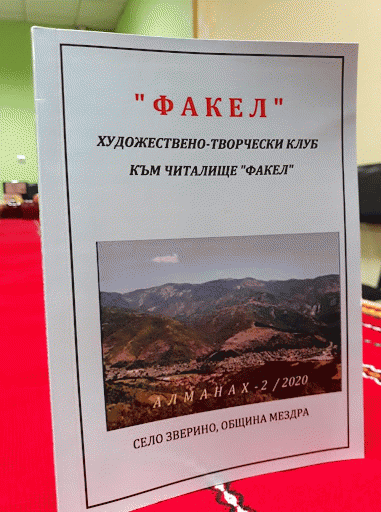 "ФАКЕЛ"
ХУДОЖЕСТВЕНО-ТВОРЧЕСКИ КЛУБ
КЪМ ЧИТАЛИЩЕ "ФАКЕЛ"
АЛМАНАХ - 2 / 2020
СЕЛО ЗВЕРИНО, ОБЩИНА МЕЗДРА